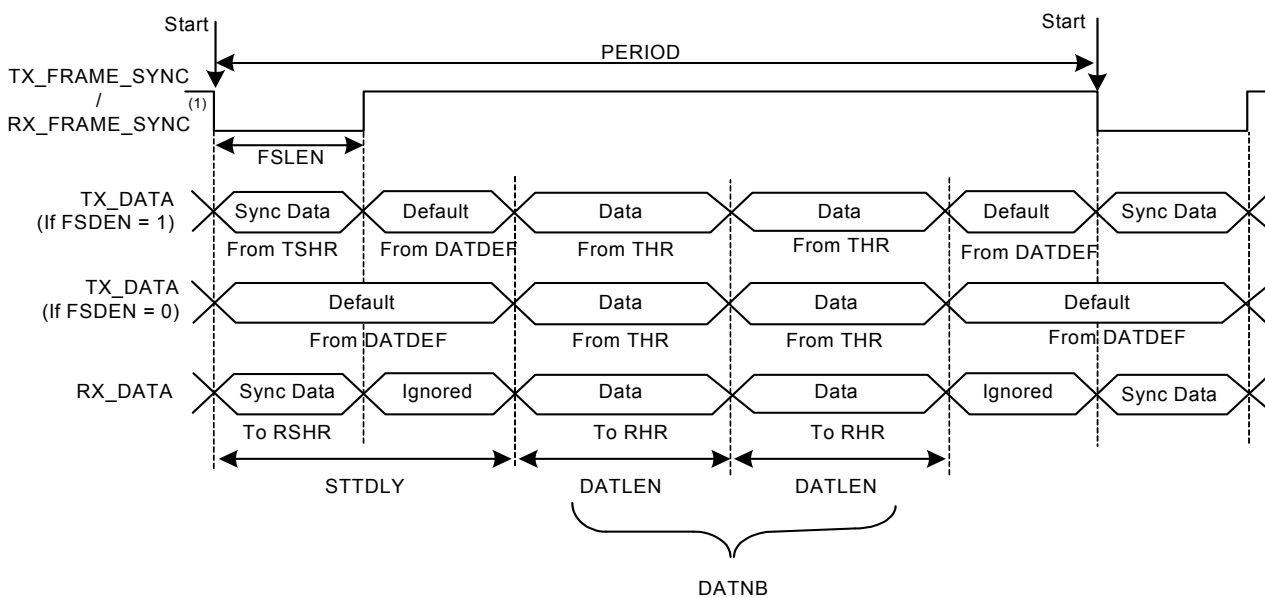 Start
Start
PERIOD
TX_FRAME_SYNC
/
RX_FRAME_SYNC
(1)
FSLEN
TX_DATA
(If FSDEN = 1)
Sync Data
Default
Data
Data
Default
Sync Data
From TSHR
From DATDEF
From THR
From THR
From DATDEF
TX_DATA
(If FSDEN = 0)
Default
Data
Data
Default
From DATDEF
From THR
From THR
From DATDEF
RX_DATA
Sync Data
Ignored
Data
Data
Ignored
Sync Data
To RSHR
To RHR
To RHR
STTDLY
DATLEN
DATLEN
DATNB